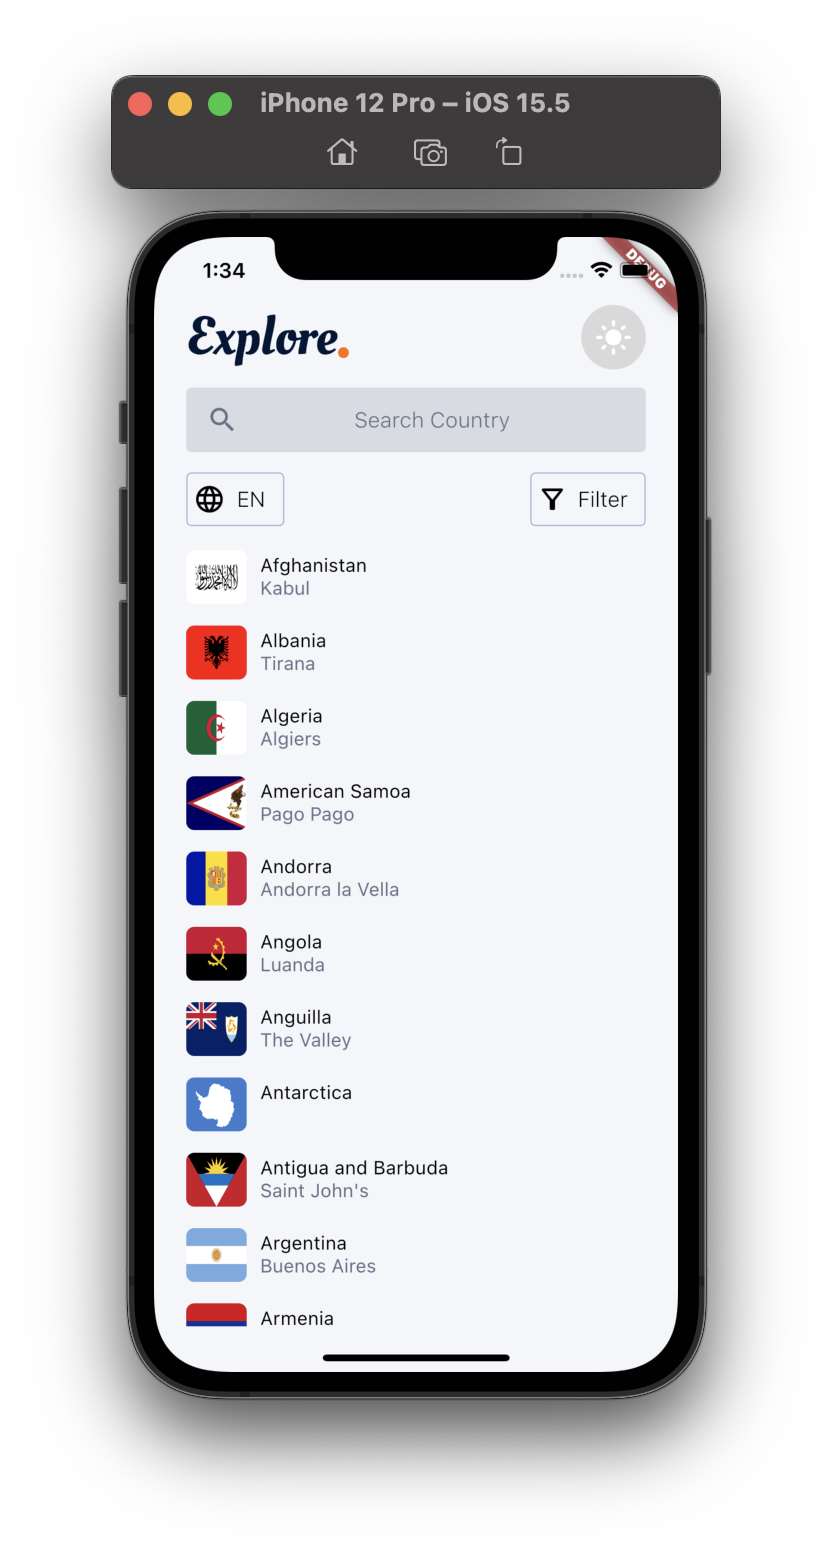 iPhone 12 Pro – iOS 15.5
1:34
DEBUG
Explore.
Search Country
EN
Filter
Afghanistan
Kabul
Albania
Tirana
Algeria
Algiers
American Samoa
Pago Pago
Andorra
Andorra la Vella
Angola
Luanda
Anguilla
The Valley
Antarctica
Antigua and Barbuda
Saint John's
Argentina
Buenos Aires
Armenia